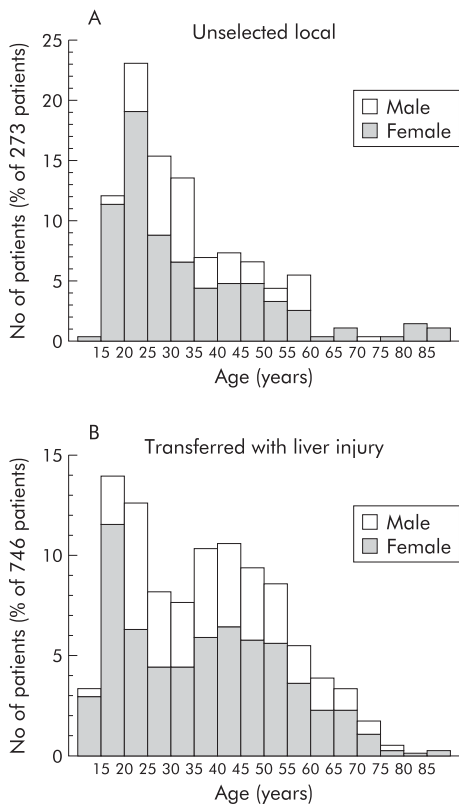 A
Unselected local
25
20
15
10
5
0
No of patients (% of 273 patients)
Male
Female
15 20 25 30 35 40 45 50 55 60 65 70 75 80 85
Age (years)
B
Transferred with liver injury
15
10
5
0
No of patients (% of 746 patients)
Male
Female
15 20 25 30 35 40 45 50 55 60 65 70 75 80 85
Age (years)